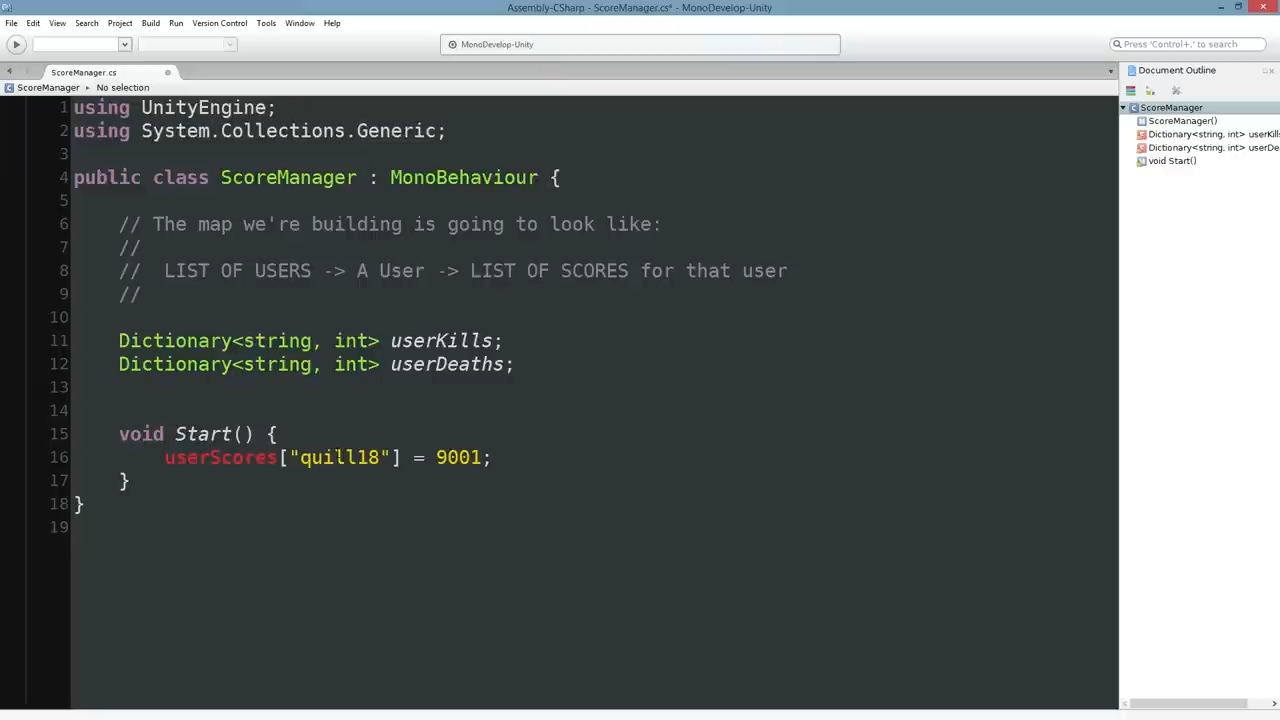 Assembly-CSharp - ScoreManager.cs* - MonoDevelop-Unity
File Edit View Search Project Build Run Version Control Tools Window Help
MonoDevelop-Unity
Press 'Control+,' to search
ScoreManager.cs
ScoreManager ▸ No selection
Document Outline
ScoreManager
ScoreManager()
Dictionary<string, int> userKill
Dictionary<string, int> userDe
void Start()
1 using UnityEngine;
2 using System.Collections.Generic;
3
4 public class ScoreManager : MonoBehaviour {
5
6 // The map we're building is going to look like:
7 //
8 // LIST OF USERS -> A User -> LIST OF SCORES for that user
9 //
10
11 Dictionary<string, int> userKills;
12 Dictionary<string, int> userDeaths;
13
14
15 void Start() {
16 userScores["quill18"] = 9001;
17 }
18 }
19